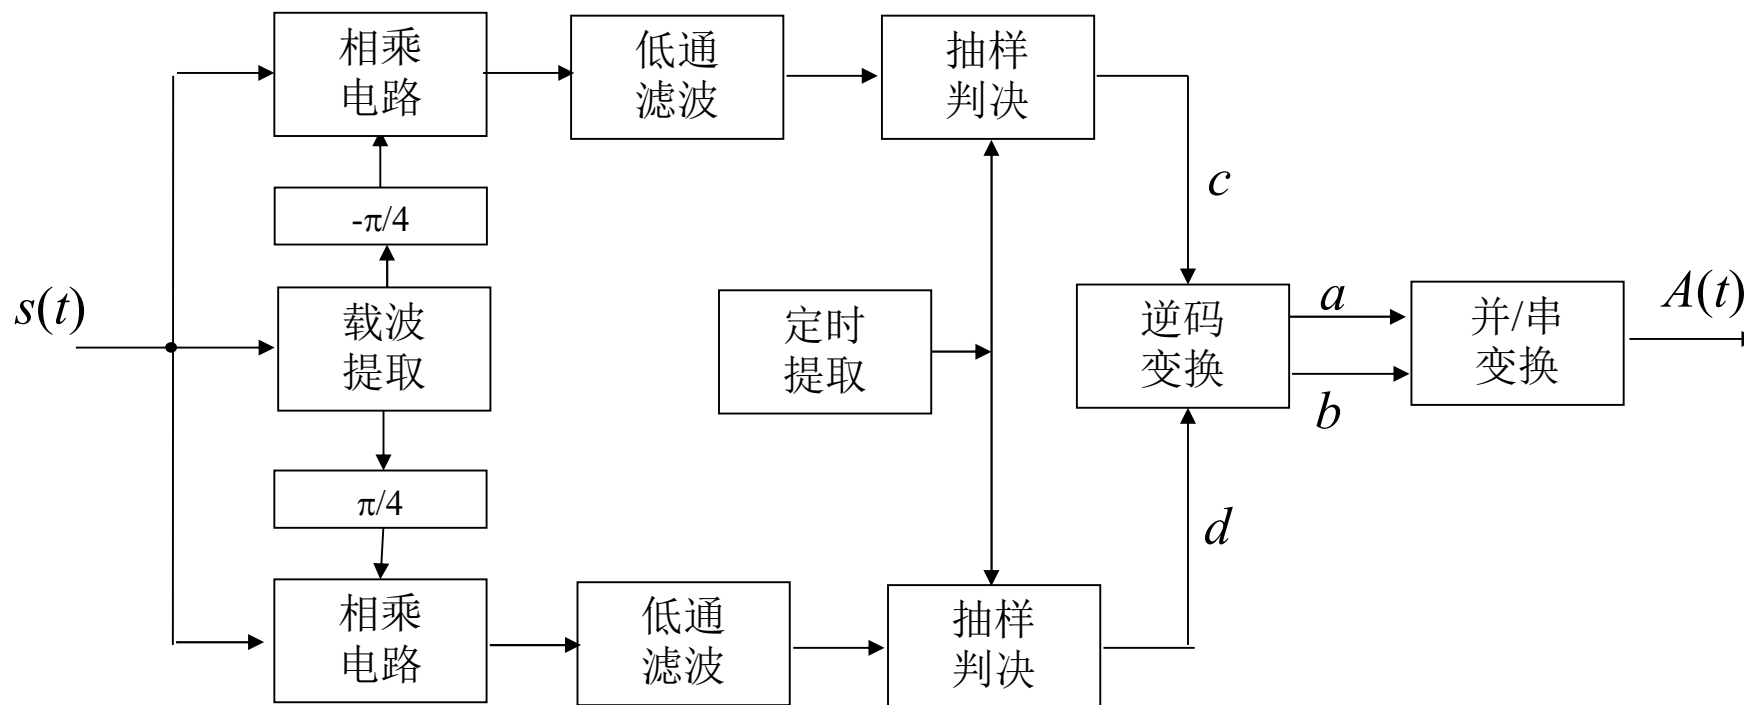 相乘
电路
低通
滤波
抽样
判决
c
-π/4
s(t)
载波
提取
定时
提取
逆码
变换
a
b
并/串
变换
A(t)
π/4
d
相乘
电路
低通
滤波
抽样
判决